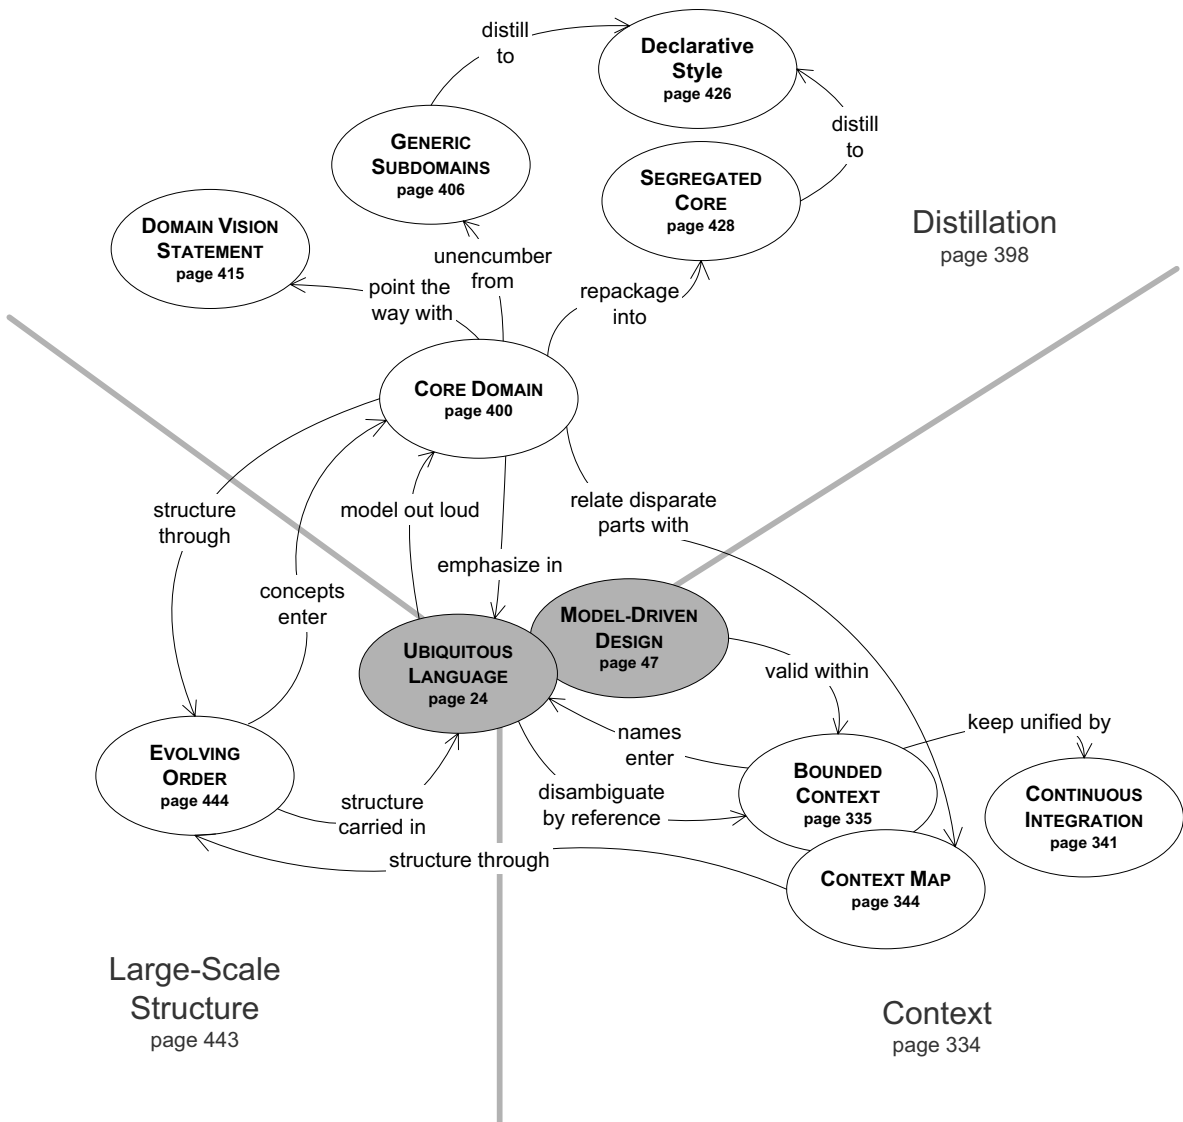 distill
to
Declarative
Style
page 426
GENERIC
SUBDOMAINS
page 406
distill
to
SEGREGATED
CORE
page 428
DOMAIN VISION
STATEMENT
page 415
Distillation
page 398
unencumber
from
point the
way with
repackage
into
CORE DOMAIN
page 400
structure
through
model out loud
relate disparate
parts with
emphasize in
concepts
enter
MODEL-DRIVEN
DESIGN
page 47
UBIQUITOUS
LANGUAGE
page 24
valid within
names
enter
keep unified by
EVOLVING
ORDER
page 444
BOUNDED
CONTEXT
page 335
disambiguate
by reference
structure
carried in
CONTINUOUS
INTEGRATION
page 341
structure through
CONTEXT MAP
page 344
Large-Scale
Structure
page 443
Context
page 334